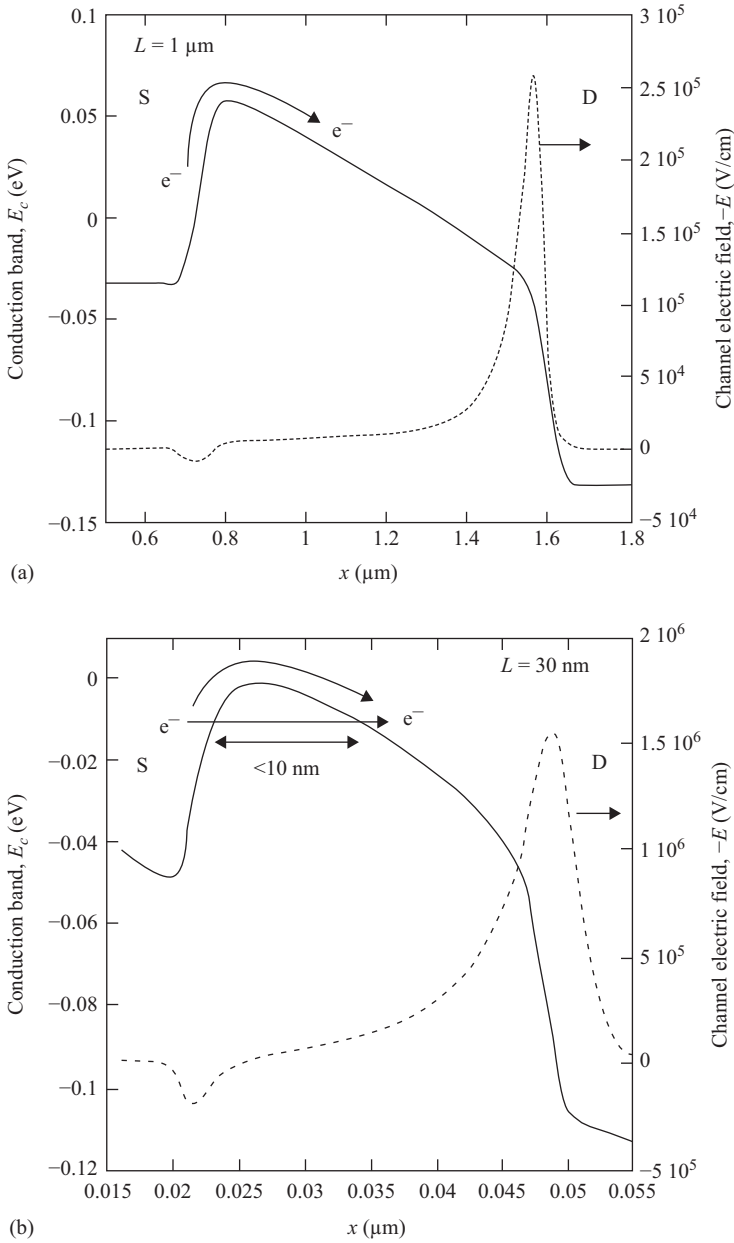 L = 1 µm
S
D
e−
e−
0.1
0.05
0
−0.05
−0.1
−0.15
Conduction band, E_c (eV)
3 10^5
2.5 10^5
2 10^5
1.5 10^5
1 10^5
5 10^4
0
−5 10^4
Channel electric field,−E (V/cm)
0.6
0.8
1
1.2
1.4
1.6
1.8
x (µm)
(a)
L = 30 nm
S
D
e−
e−
<10 nm
0
−0.02
−0.04
−0.06
−0.08
−0.1
−0.12
Conduction band, E_c (eV)
2 10^6
1.5 10^6
1 10^6
5 10^5
0
−5 10^5
Channel electric field, −E (V/cm)
0.015
0.02
0.025
0.03
0.035
0.04
0.045
0.05
0.055
x (µm)
(b)